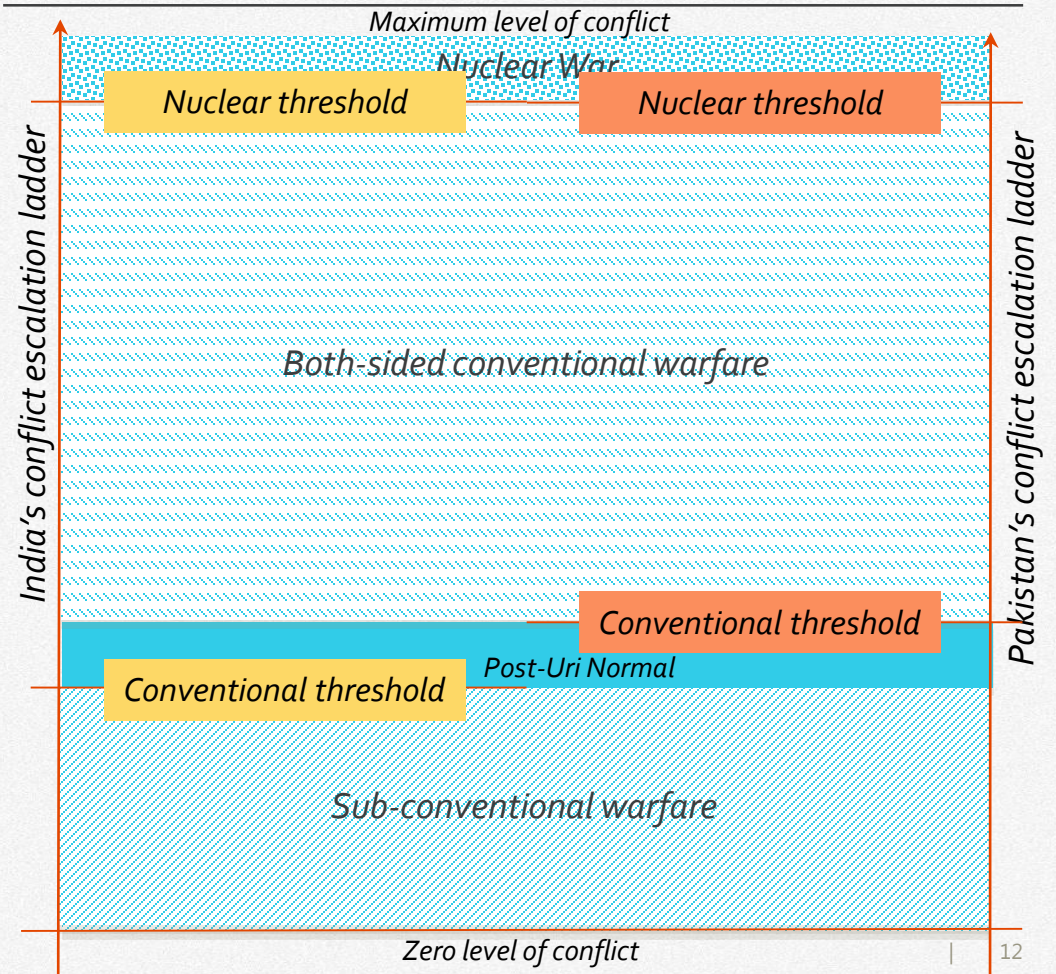 Maximum level of conflict
Nuclear War
Nuclear threshold
Nuclear threshold
India's conflict escalation ladder
Pakistan's conflict escalation ladder
Both-sided conventional warfare
Conventional threshold
Post-Uri Normal
Conventional threshold
Sub-conventional warfare
Zero level of conflict
| 12